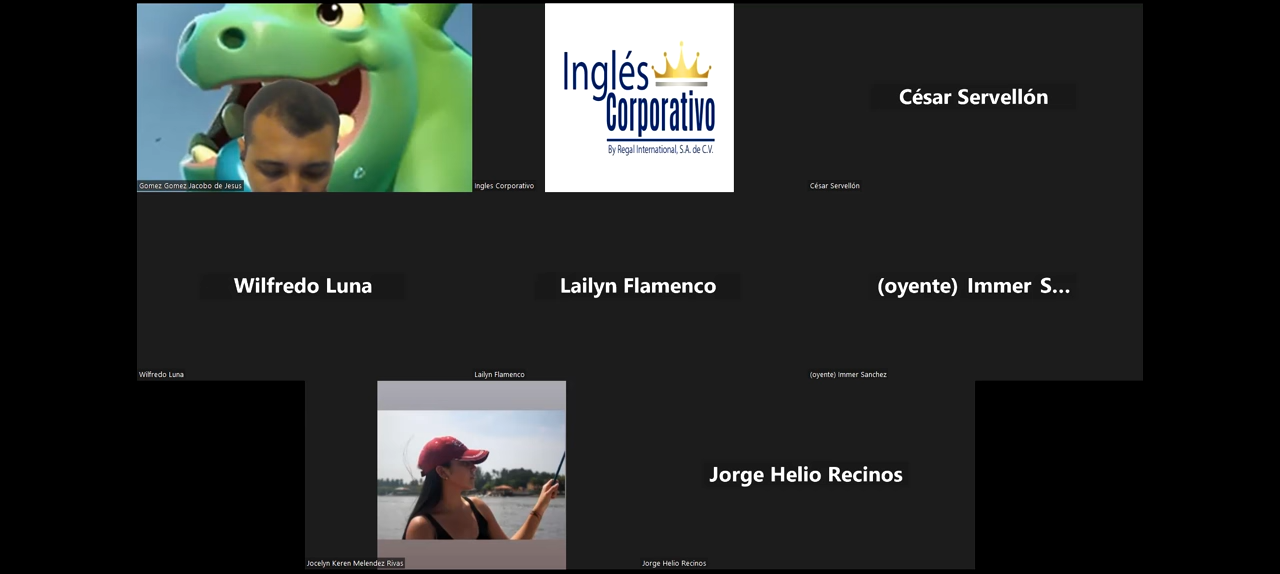 Gomez Gomez Jacobo de Jesus
Inglés
Corporativo
By Regal International, S.A. de C.V.
Ingles Corporativo
César Servellón
César Servellón
Wilfredo Luna
Wilfredo Luna
Lailyn Flamenco
Lailyn Flamenco
(oyente) Immer S...
(oyente) Immer Sanchez
Jocelyn Keren Melendez Rivas
Jorge Helio Recinos
Jorge Helio Recinos